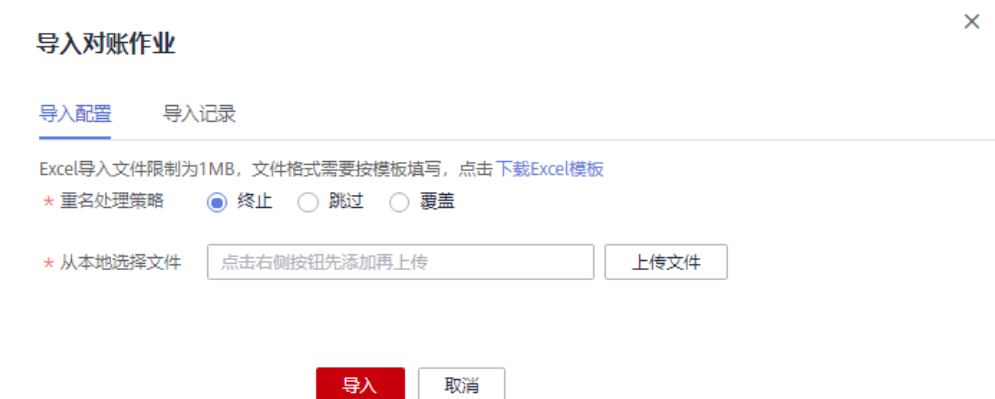 导入对账作业
导入配置 导入记录
Excel导入文件限制为1MB，文件格式需要按模板填写，点击 下载Excel模板
* 重名处理策略 终止 跳过 覆盖
* 从本地选择文件 点击右侧按钮先添加再上传 上传文件
导入 取消